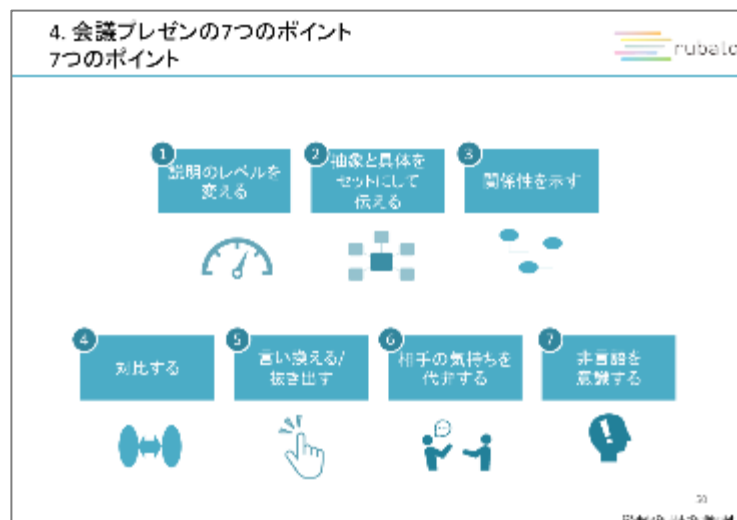 4. 会議プレゼンの7つのポイント
7つのポイント
rubato
1
説明のレベルを
変える
2
抽象と具体を
セットにして
伝える
3
関係性を示す
4
対比する
5
言い換える/
抜き出す
6
相手の気持ちを
代弁する
7
非言語を
意識する